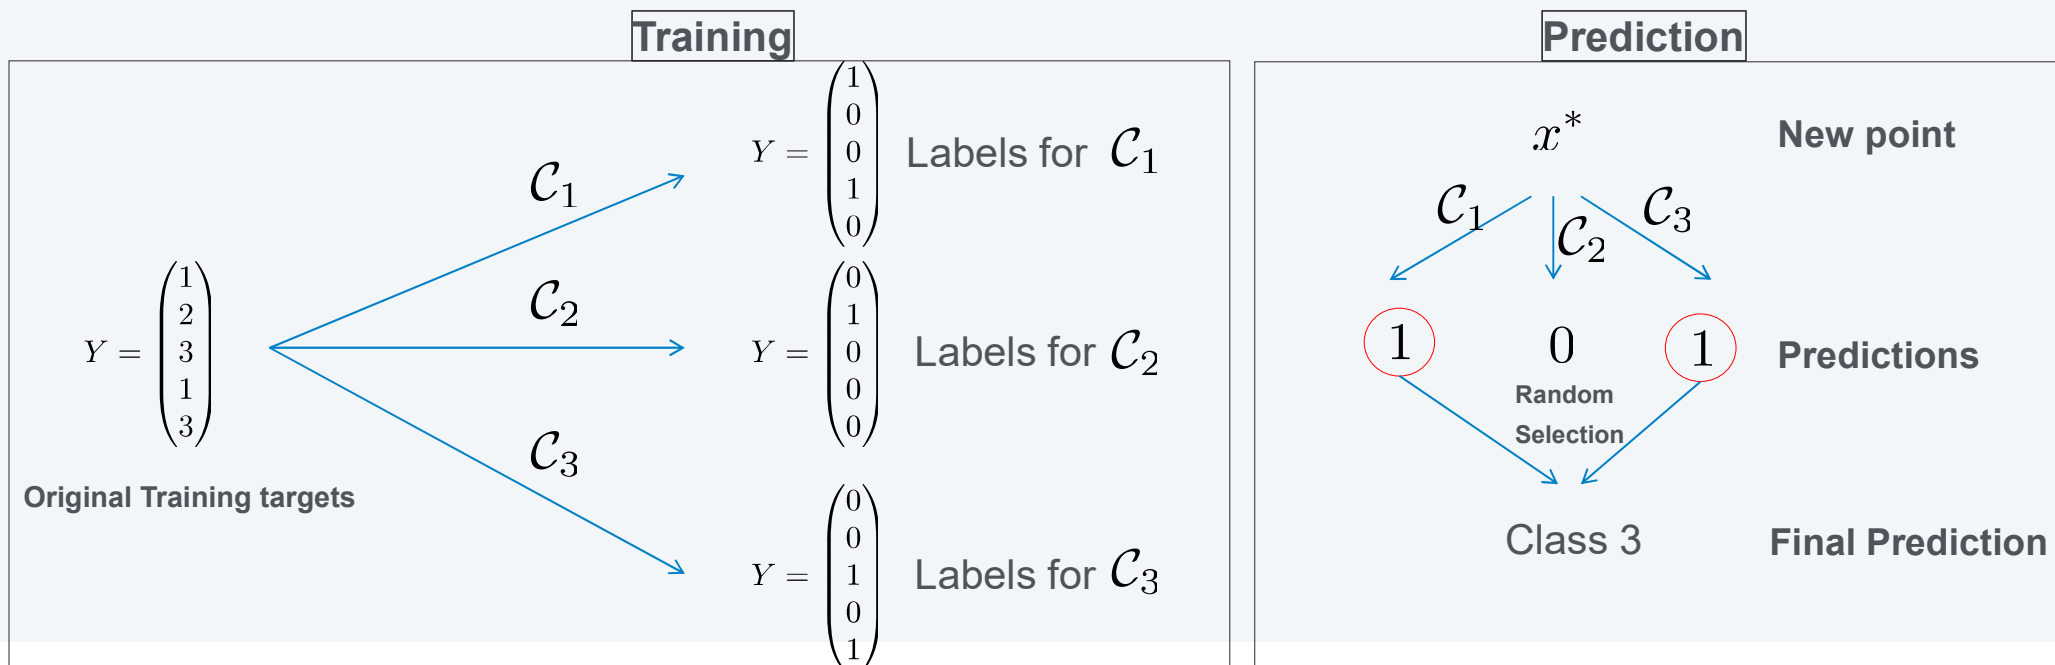 Training
Y = (1 2 3 1 3)
Original Training targets
C₁
C₂
C₃
Y = (1 0 0 1 0) Labels for C₁
Y = (0 1 0 0 0) Labels for C₂
Y = (0 0 1 0 1) Labels for C₃
Prediction
x* New point
C₁ C₂ C₃
1 0 1 Predictions
Random
Selection
Class 3 Final Prediction